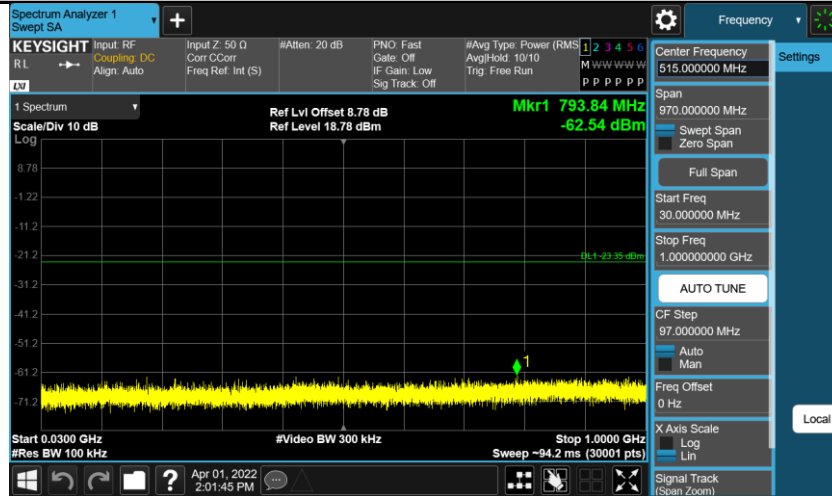 Spectrum Analyzer 1
Swept SA
+
Frequency
KEYSIGHT
RL
LXI
Input: RF
Coupling: DC
Align: Auto
Input Z: 50 Ω
Corr CCorr
Freq Ref: Int (S)
#Atten: 20 dB
PNO: Fast
Gate: Off
IF Gain: Low
Sig Track: Off
#Avg Type: Power (RMS
Avg|Hold: 10/10
Trig: Free Run
1 2 3 4 5 6
M W W W W W
P P P P P P
1 Spectrum
Scale/Div 10 dB
Log
Ref Lvl Offset 8.78 dB
Ref Level 18.78 dBm
Mkr1 793.84 MHz
-62.54 dBm
8.78
-1.22
-11.2
-21.2
DL1 -23.35 dBm
-31.2
-41.2
-51.2
1
-61.2
-71.2
Start 0.0300 GHz
#Res BW 100 kHz
#Video BW 300 kHz
Stop 1.0000 GHz
Sweep ~94.2 ms (30001 pts)
?
Apr 01, 2022
2:01:45 PM
Center Frequency
515.000000 MHz
Span
970.000000 MHz
Swept Span
Zero Span
Full Span
Start Freq
30.000000 MHz
Stop Freq
1.000000000 GHz
AUTO TUNE
CF Step
97.000000 MHz
Auto
Man
Freq Offset
0 Hz
X Axis Scale
Log
Lin
Signal Track
(Span Zoom)
Settings
Local